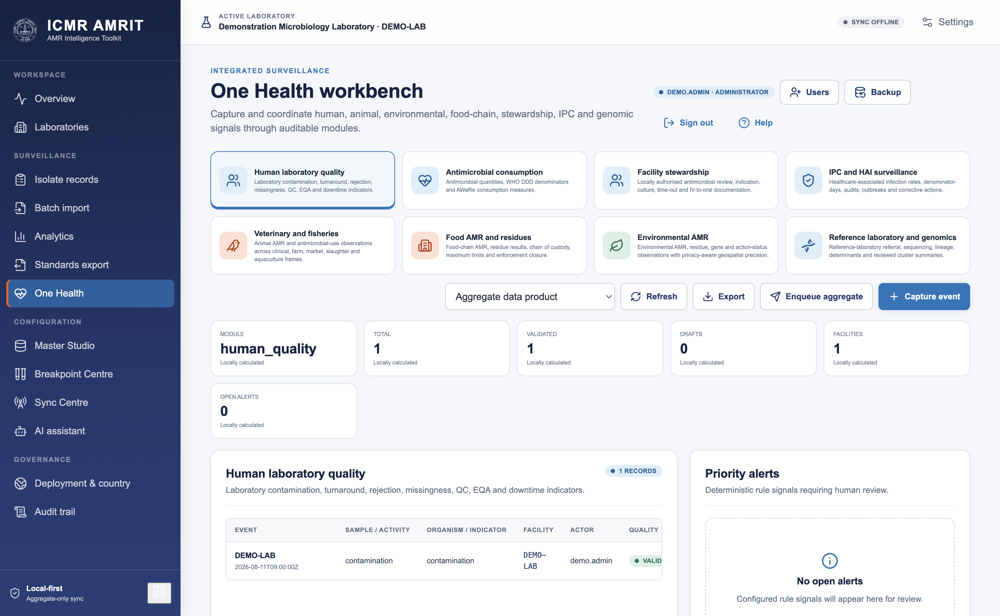 ICMR AMRIT
AMR Intelligence Toolkit
WORKSPACE
Overview
Laboratories
SURVEILLANCE
Isolate records
Batch import
Analytics
Standards export
One Health
CONFIGURATION
Master Studio
Breakpoint Centre
Sync Centre
AI assistant
GOVERNANCE
Deployment & country
Audit trail
Local-first
Aggregate-only sync
ACTIVE LABORATORY
Demonstration Microbiology Laboratory · DEMO-LAB
SYNC OFFLINE
Settings
INTEGRATED SURVEILLANCE
One Health workbench
Capture and coordinate human, animal, environmental, food-chain, stewardship, IPC and genomic
signals through auditable modules.
DEMO.ADMIN · ADMINISTRATOR
Users
Backup
Sign out
Help
Human laboratory quality
Laboratory contamination, turnaround, rejection,
missingness, QC, EQA and downtime indicators.
Antimicrobial consumption
Antimicrobial quantities, WHO DDD denominators
and AWaRe consumption measures.
Facility stewardship
Locally authorised antimicrobial review, indication,
culture, time-out and IV-to-oral documentation.
IPC and HAI surveillance
Healthcare-associated infection rates, denominator-
days, audits, outbreaks and corrective actions.
Veterinary and fisheries
Animal AMR and antimicrobial-use observations
across clinical, farm, market, slaughter and
aquaculture frames.
Food AMR and residues
Food-chain AMR, residue results, chain of custody,
maximum limits and enforcement closure.
Environmental AMR
Environmental AMR, residue, gene and action-status
observations with privacy-aware geospatial precision.
Reference laboratory and genomics
Reference-laboratory referral, sequencing, lineage,
determinants and reviewed cluster summaries.
Aggregate data product
Refresh
Export
Enqueue aggregate
Capture event
MODULE
human_quality
Locally calculated
TOTAL
1
Locally calculated
VALIDATED
1
Locally calculated
DRAFTS
0
Locally calculated
FACILITIES
1
Locally calculated
OPEN ALERTS
0
Locally calculated
Human laboratory quality
1 RECORDS
Laboratory contamination, turnaround, rejection, missingness, QC, EQA and downtime indicators.
EVENT SAMPLE / ACTIVITY ORGANISM / INDICATOR FACILITY ACTOR QUALITY
DEMO-LAB
2026-08-11T09:00:00Z
contamination
contamination
DEMO-
LAB
demo.admin
VALID
Priority alerts
Deterministic rule signals requiring human review.
No open alerts
Configured rule signals will appear here for review.